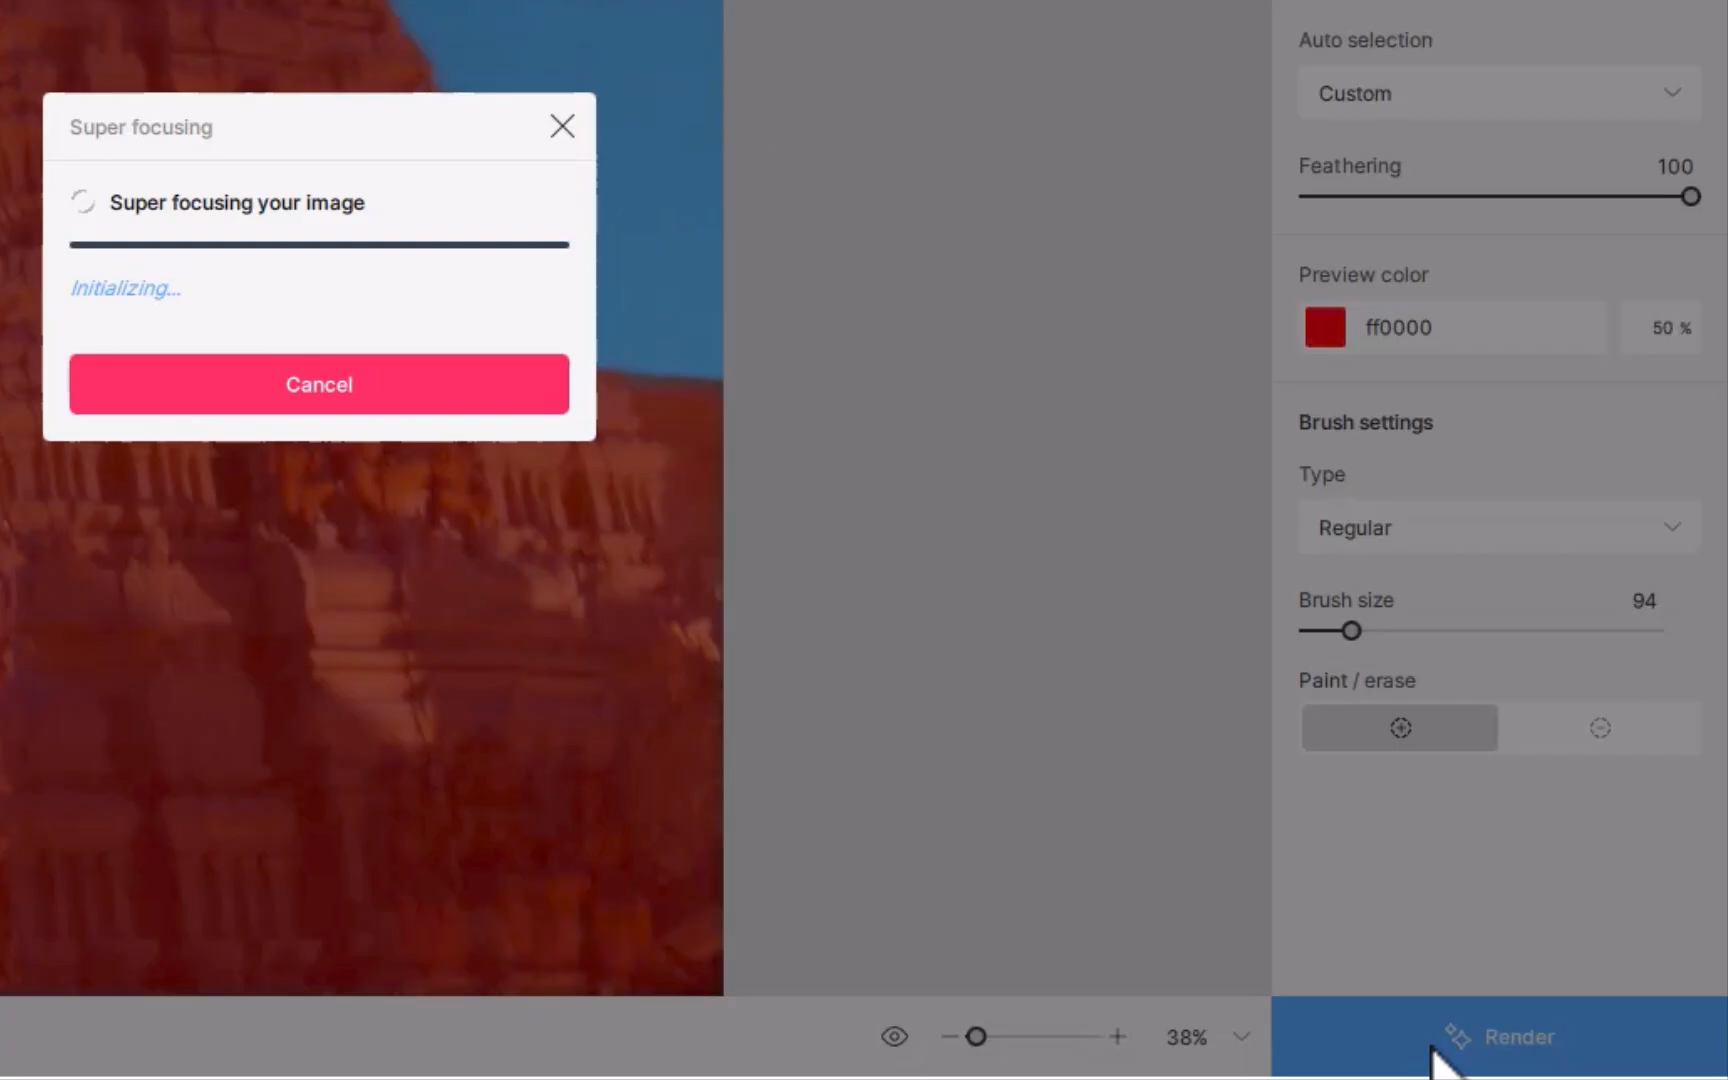 Super focusing
Super focusing your image
Initializing...
Cancel
Auto selection
Custom
Feathering 100
Preview color
ff0000 50 %
Brush settings
Type
Regular
Brush size 94
Paint / erase
38%
Render